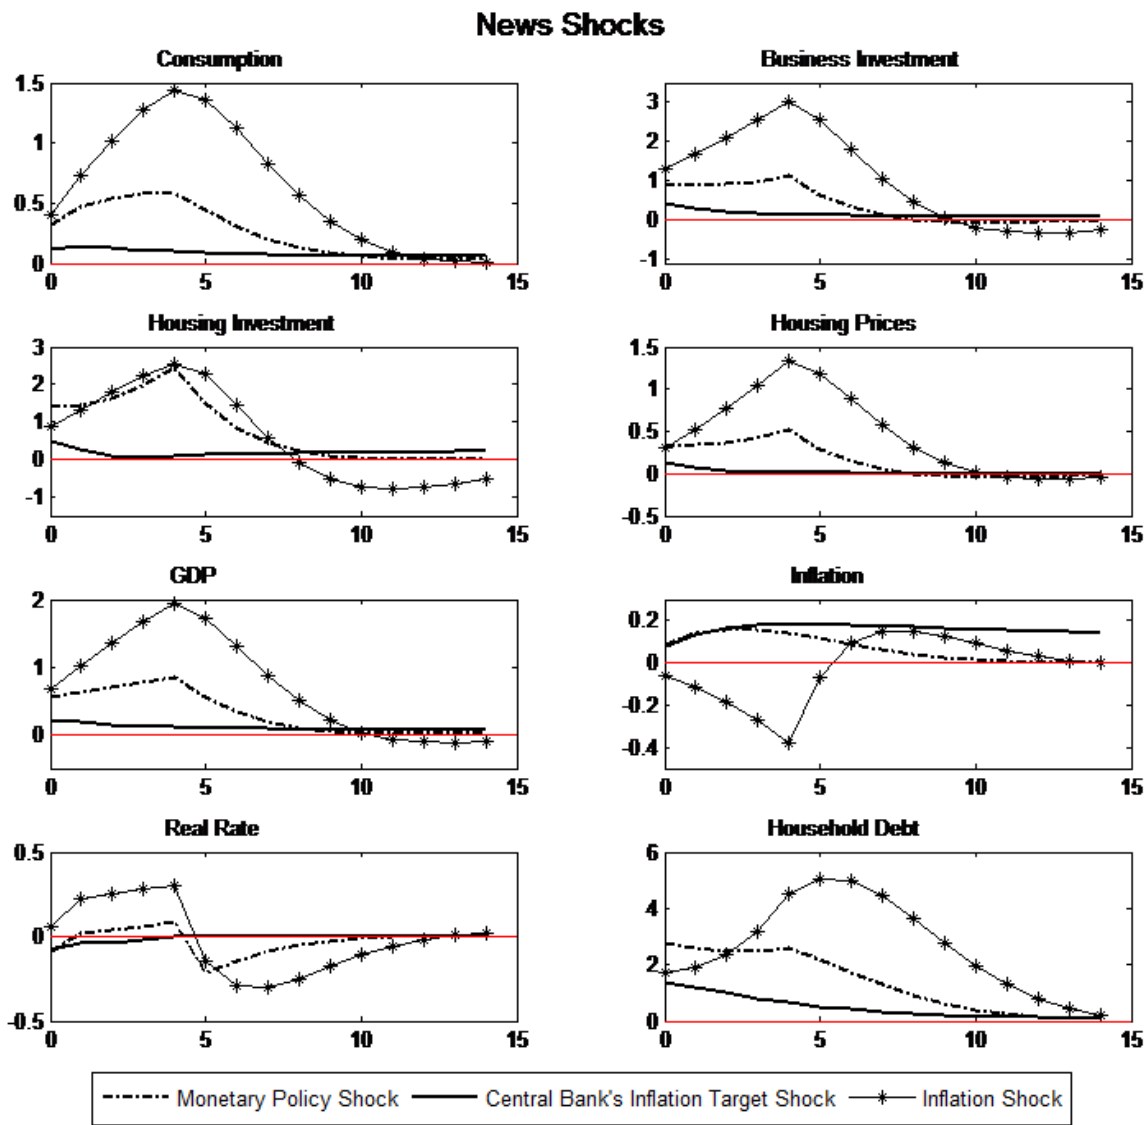 News Shocks
Consumption
1.5
1
0.5
0
0 5 10 15
Business Investment
3
2
1
0
-1
0 5 10 15
Housing Investment
3
2
1
0
-1
0 5 10 15
Housing Prices
1.5
1
0.5
0
-0.5
0 5 10 15
GDP
2
1
0
0 5 10 15
Inflation
0.2
0
-0.2
-0.4
0 5 10 15
Real Rate
0.5
0
-0.5
0 5 10 15
Household Debt
6
4
2
0
0 5 10 15
Monetary Policy Shock Central Bank's Inflation Target Shock Inflation Shock